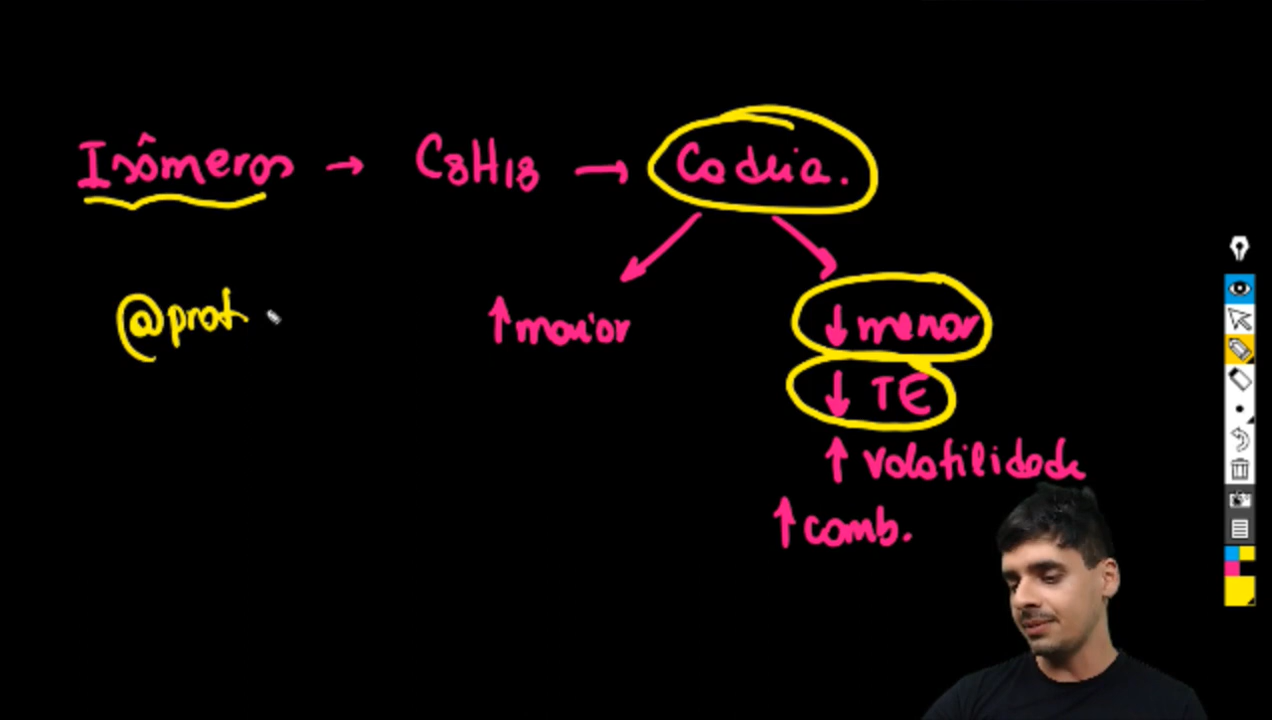 Isômeros → C8H18 → Cadeia.
@prof.
↑ maior
↓ menor
↓ TE
↑ volatilidade
↑ comb.